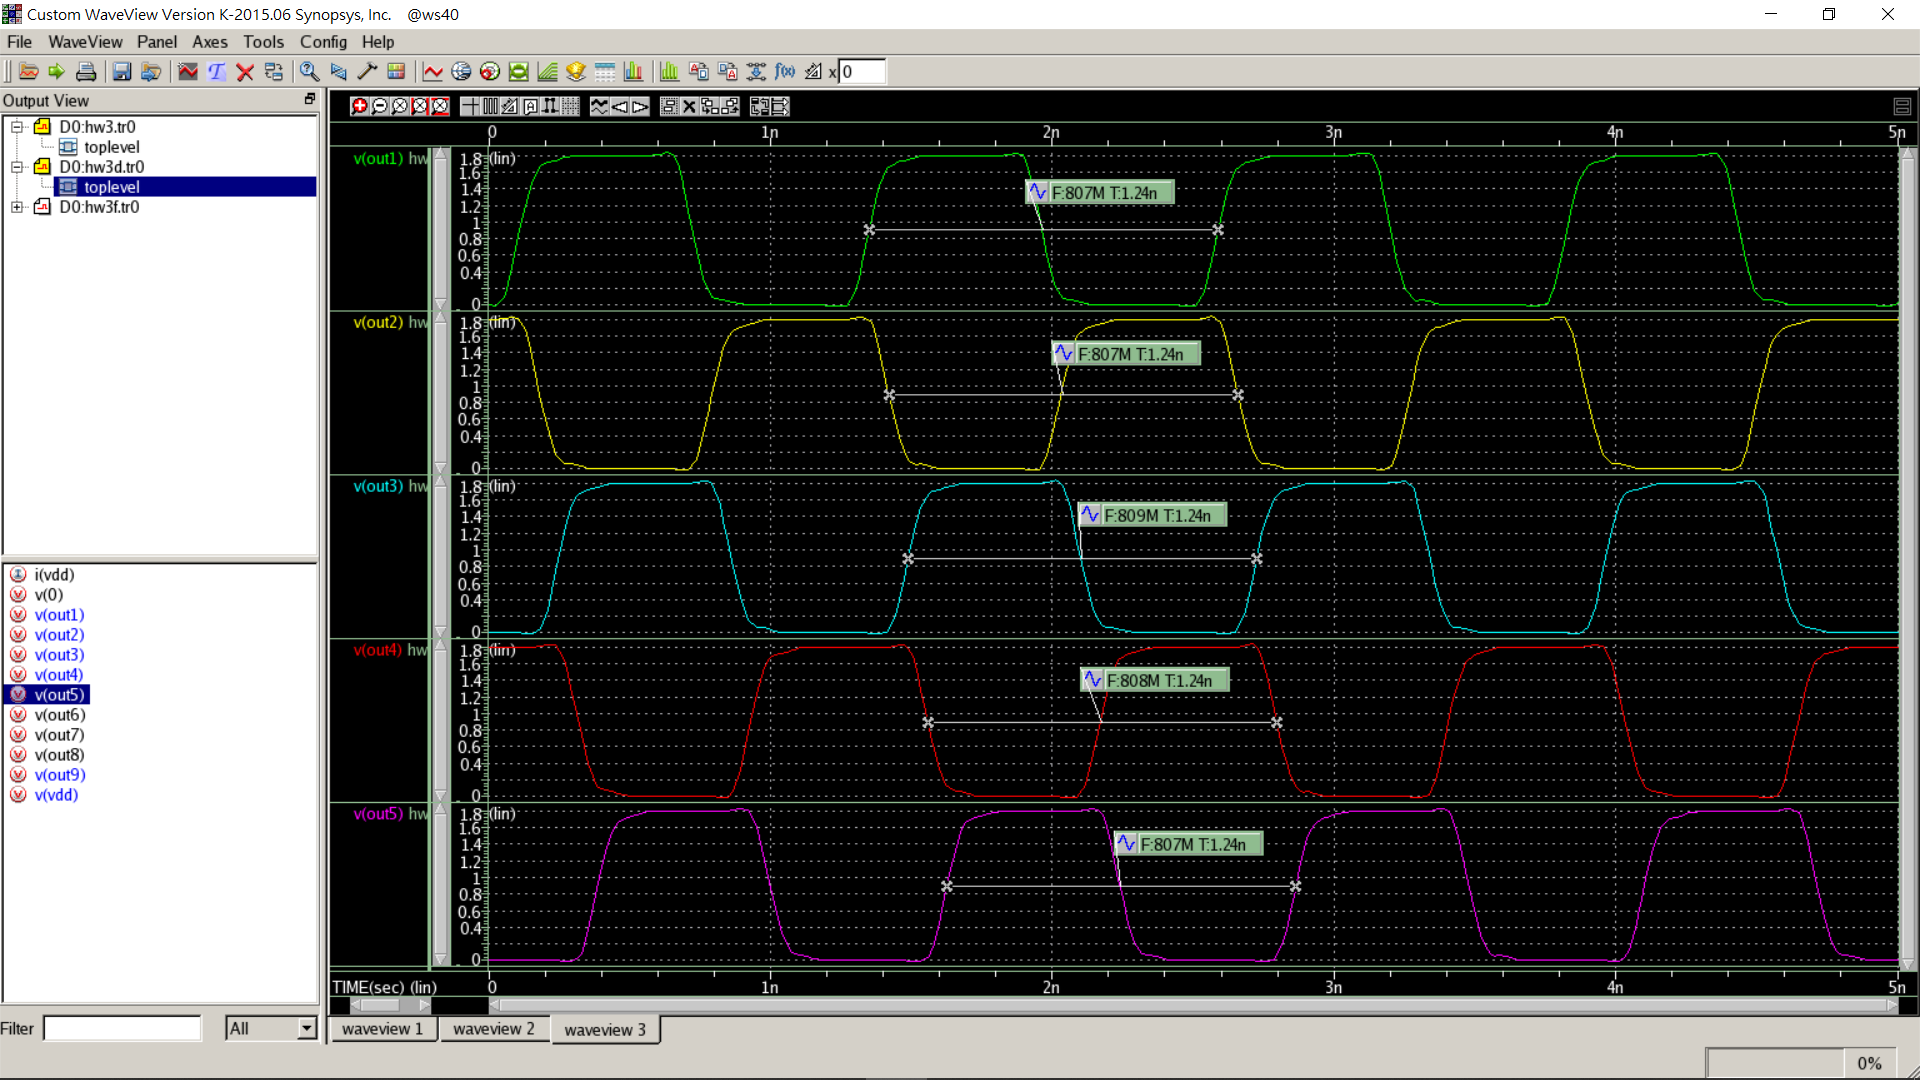 Custom WaveView Version K-2015.06 Synopsys, Inc. @ws40
File WaveView Panel Axes Tools Config Help
x 0
Output View
D0:hw3.tr0
toplevel
D0:hw3d.tr0
toplevel
D0:hw3f.tr0
i(vdd)
v(0)
v(out1)
v(out2)
v(out3)
v(out4)
v(out5)
v(out6)
v(out7)
v(out8)
v(out9)
v(vdd)
Filter All
0 1n 2n 3n 4n 5n
v(out1) hw 1.8 (lin)
1.6
1.4
1.2
1
0.8
0.6
0.4
0
F:807M T:1.24n
v(out2) hw 1.8 (lin)
1.6
1.4
1.2
1
0.8
0.6
0.4
0
F:807M T:1.24n
v(out3) hw 1.8 (lin)
1.6
1.4
1.2
1
0.8
0.6
0.4
0
F:809M T:1.24n
v(out4) hw 1.8 (lin)
1.6
1.4
1.2
1
0.8
0.6
0.4
0
F:808M T:1.24n
v(out5) hw 1.8 (lin)
1.6
1.4
1.2
1
0.8
0.6
0.4
0
F:807M T:1.24n
TIME(sec) (lin) 0 1n 2n 3n 4n 5n
waveview 1 waveview 2 waveview 3
0%